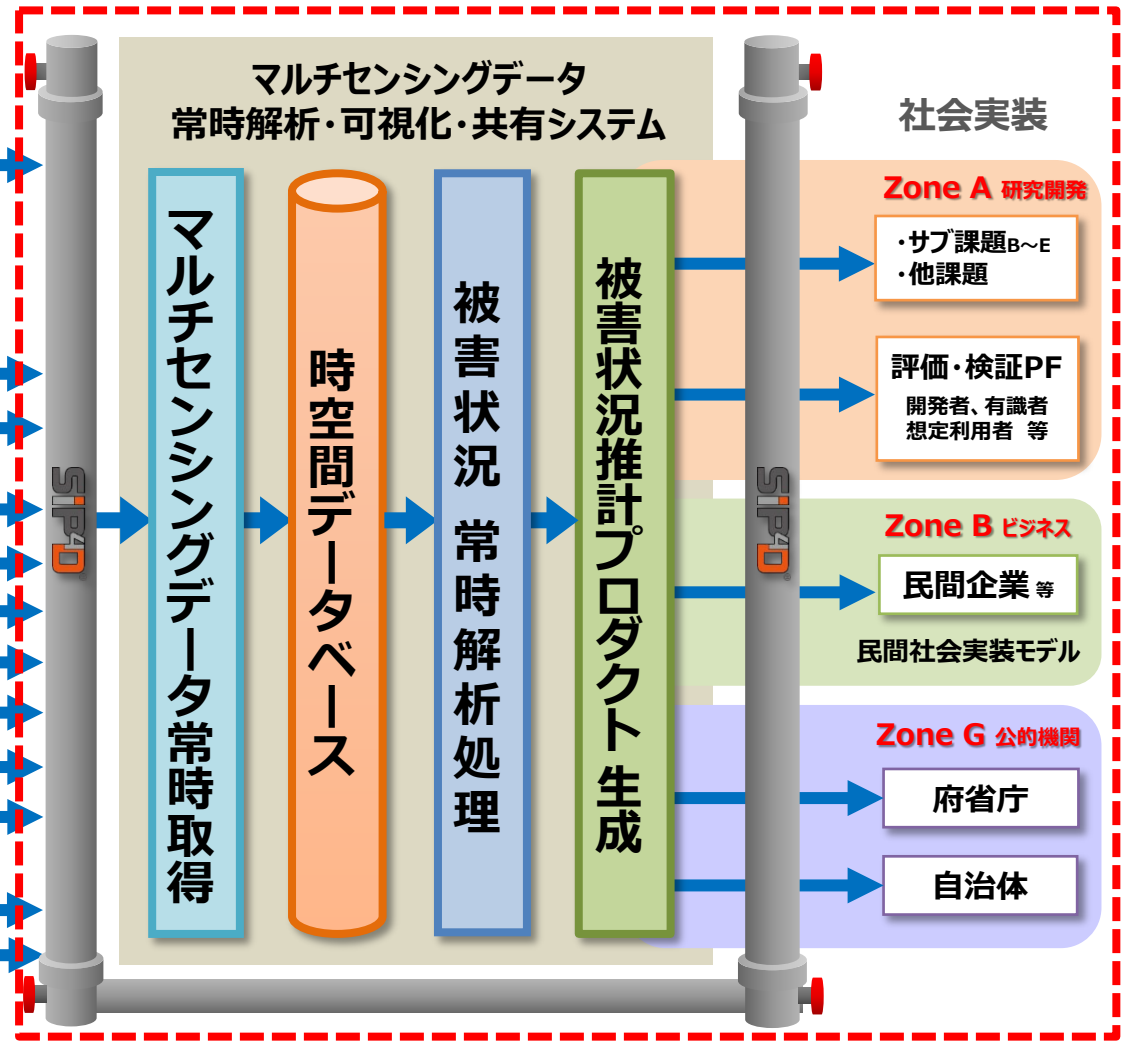 マルチセンシングデータ
常時解析・可視化・共有システム
社会実装
SIP4D
マルチセンシングデータ常時取得
時空間データベース
被害状況 常時解析処理
被害状況推計プロダクト 生成
SIP4D
Zone A 研究開発
・サブ課題B～E
・他課題
評価・検証PF
開発者、有識者
想定利用者 等
Zone B ビジネス
民間企業 等
民間社会実装モデル
Zone G 公的機関
府省庁
自治体